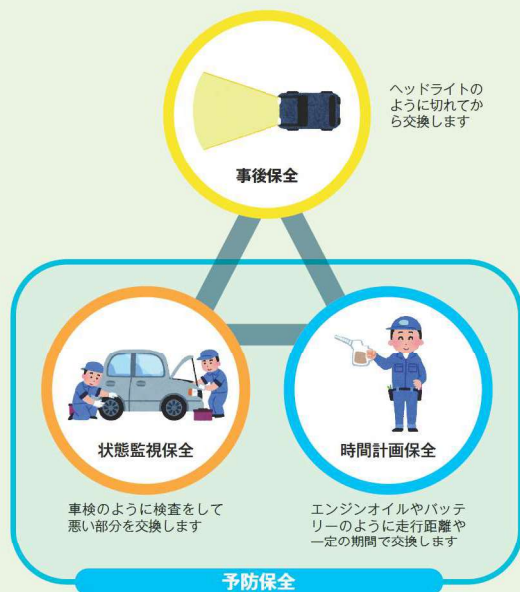 ヘッドライトの
ように切れてか
ら交換します
事後保全
状態監視保全
時間計画保全
車検のように検査をして
悪い部分を交換します
エンジンオイルやバッテ
リーのように走行距離や
一定の期間で交換します
予防保全